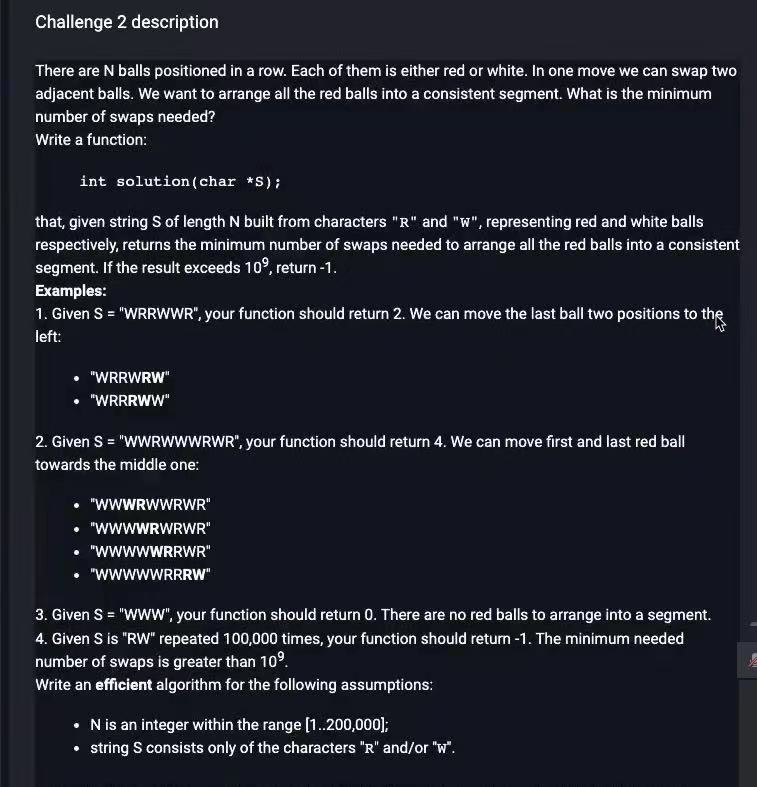 Challenge 2 description
There are N balls positioned in a row. Each of them is either red or white. In one move we can swap two
adjacent balls. We want to arrange all the red balls into a consistent segment. What is the minimum
number of swaps needed?
Write a function:
int solution(char *S);
that, given string S of length N built from characters "R" and "W", representing red and white balls
respectively, returns the minimum number of swaps needed to arrange all the red balls into a consistent
segment. If the result exceeds 10⁹, return -1.
Examples:
1. Given S = "WRRWWR", your function should return 2. We can move the last ball two positions to the
left:
• "WRRWRW"
• "WRRRWW"
2. Given S = "WWRWWWRWR", your function should return 4. We can move first and last red ball
towards the middle one:
• "WWWRWWRWR"
• "WWWWRWRWR"
• "WWWWWRRWR"
• "WWWWWRRRW"
3. Given S = "WWW", your function should return 0. There are no red balls to arrange into a segment.
4. Given S is "RW" repeated 100,000 times, your function should return -1. The minimum needed
number of swaps is greater than 10⁹.
Write an efficient algorithm for the following assumptions:
• N is an integer within the range [1..200,000];
• string S consists only of the characters "R" and/or "W".